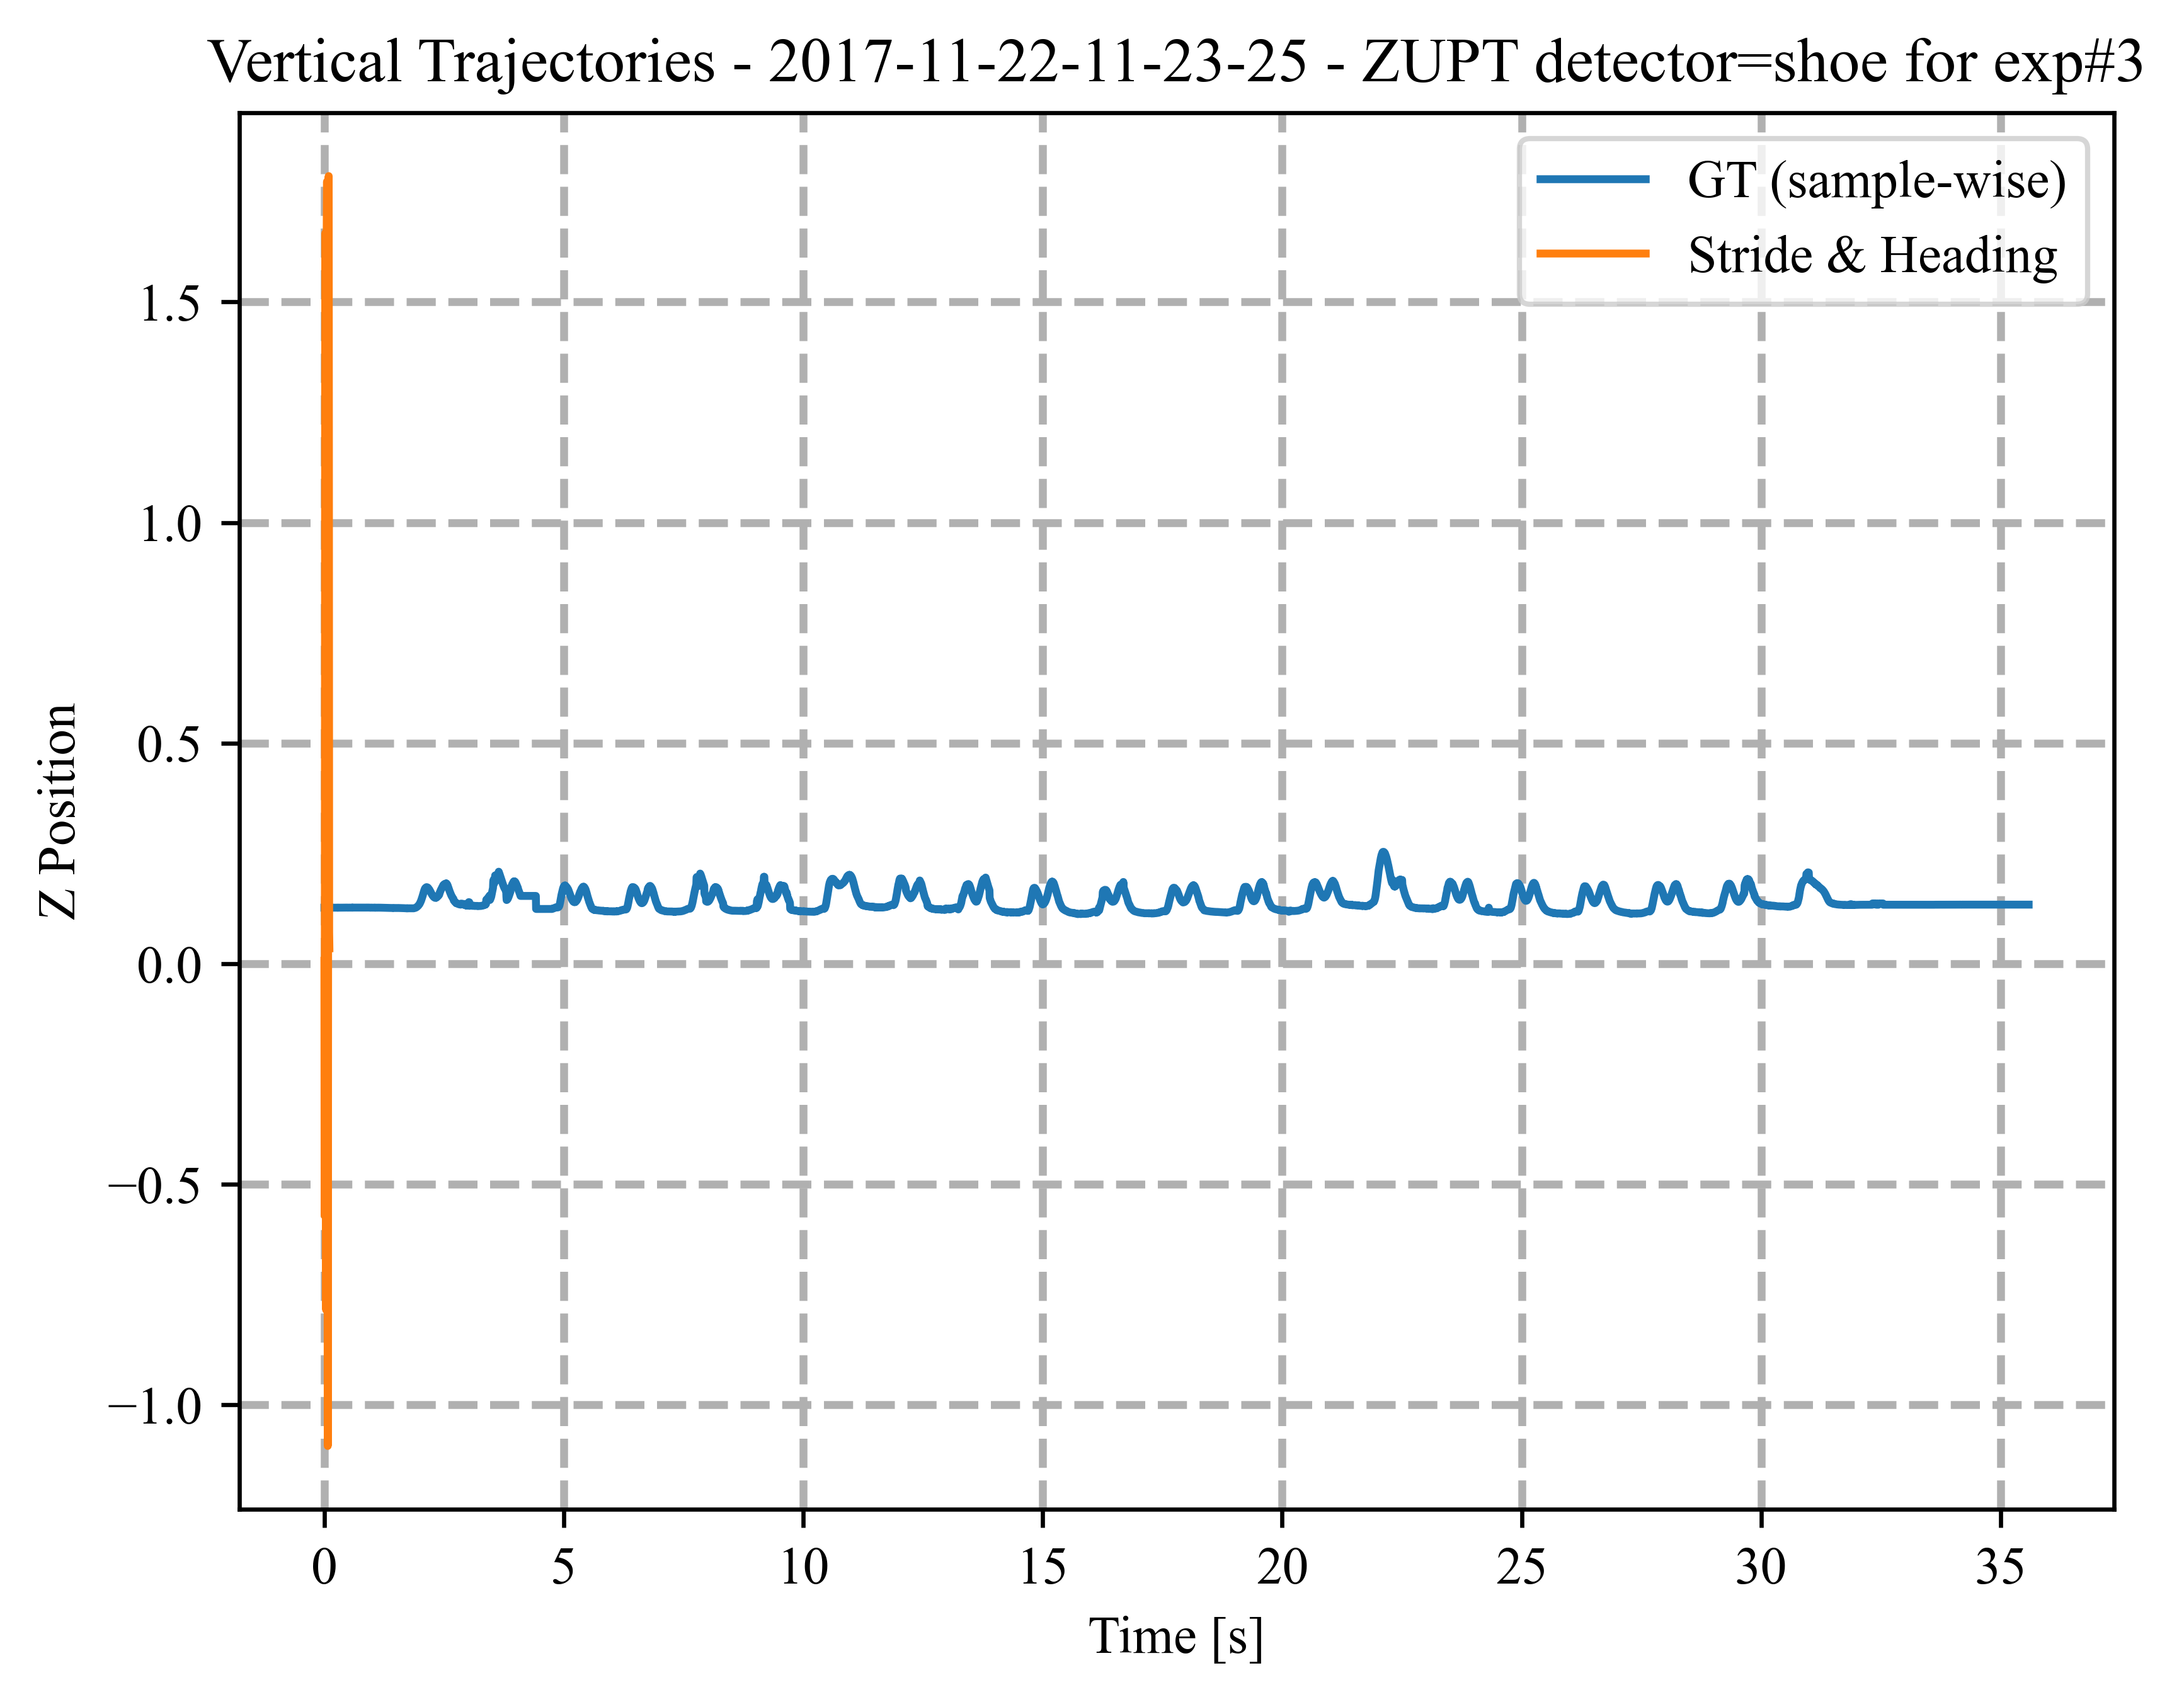 Vertical Trajectories - 2017-11-22-11-23-25 - ZUPT detector=shoe for exp#3
GT (sample-wise)
Stride & Heading
1.5
1.0
0.5
0.0
−0.5
−1.0
Z Position
0 5 10 15 20 25 30 35
Time [s]